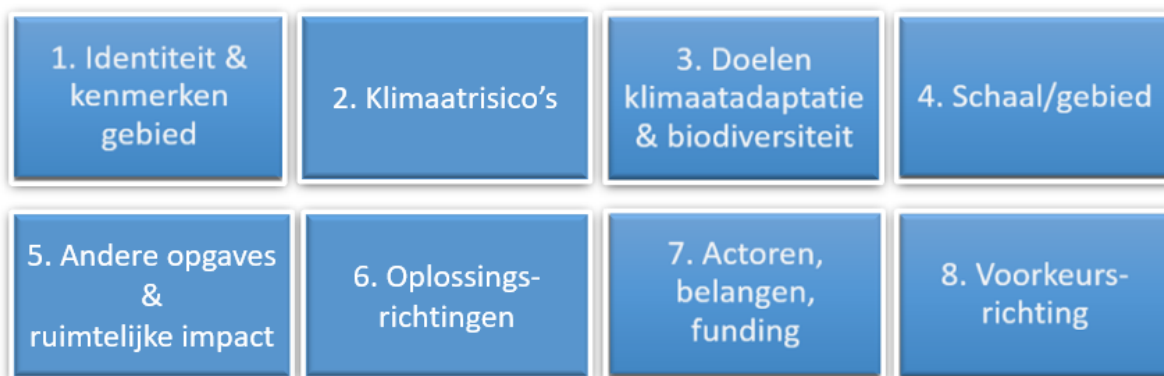 1. Identiteit &
kenmerken
gebied
2. Klimaatrisico's
3. Doelen
klimaatadaptatie
& biodiversiteit
4. Schaal/gebied
5. Andere opgaves
&
ruimtelijke impact
6. Oplossings-
richtingen
7. Actoren,
belangen,
funding
8. Voorkeurs-
richting